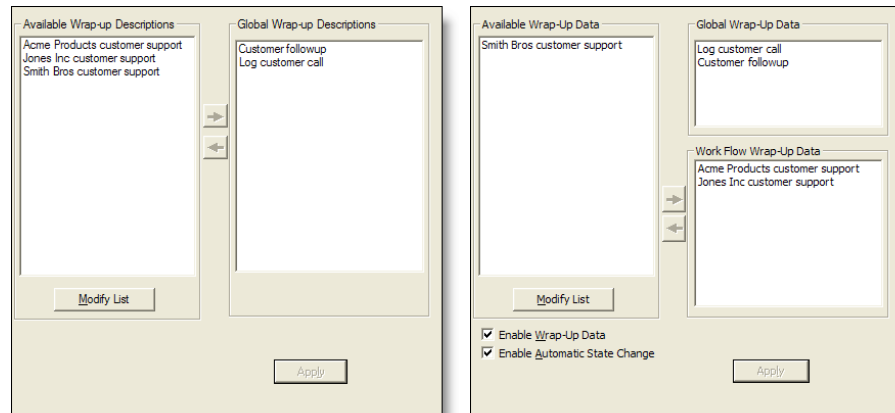 Available Wrap-up Descriptions
Acme Products customer support
Jones Inc customer support
Smith Bros customer support
Modify List
Global Wrap-up Descriptions
Customer followup
Log customer call
Apply
Available Wrap-Up Data
Smith Bros customer support
Modify List
Global Wrap-Up Data
Log customer call
Customer followup
Work Flow Wrap-Up Data
Acme Products customer support
Jones Inc customer support
Enable Wrap-Up Data
Enable Automatic State Change
Apply